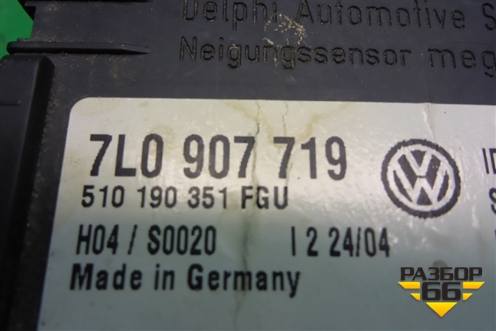 Delphi Automotive S
Neigungssensor meg
7L0 907 719
510 190 351 FGU
H04 / S0020 I 2 24/04
Made in Germany
РАЗБОР
66